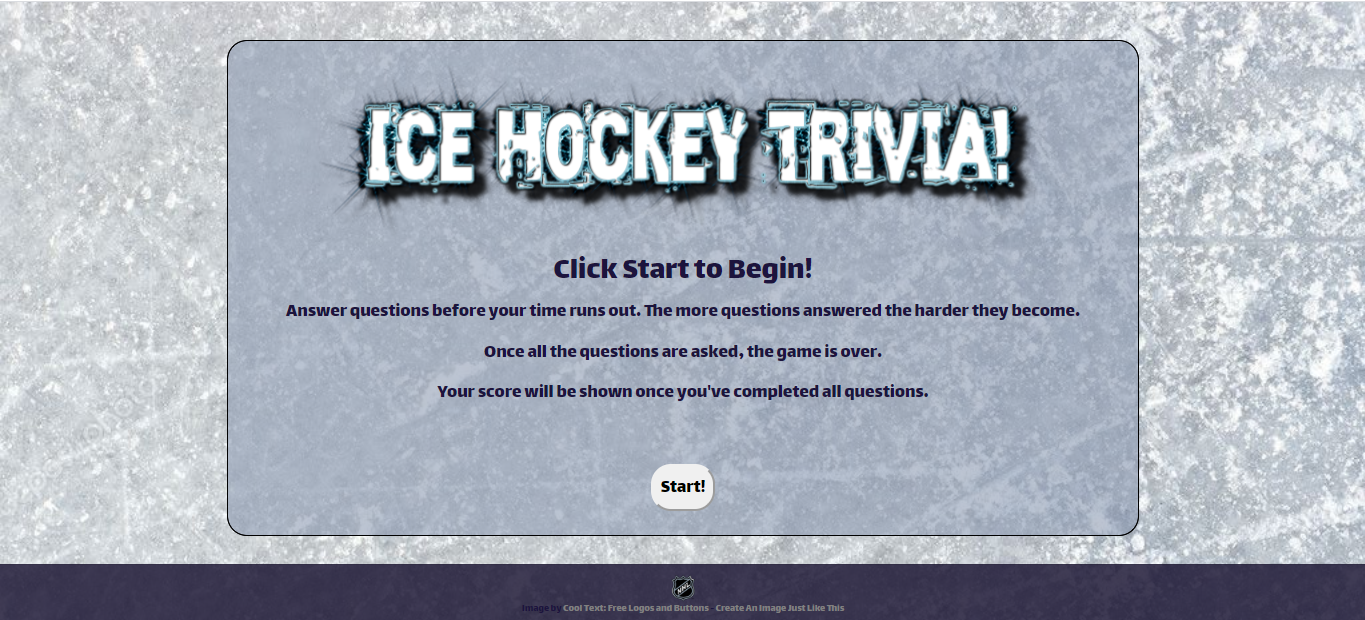 ICE HOCKEY TRIVIA!
Click Start to Begin!
Answer questions before your time runs out. The more questions answered the harder they become.
Once all the questions are asked, the game is over.
Your score will be shown once you've completed all questions.
Start!
NHL
Image by Cool Text: Free Logos and Buttons - Create An Image Just Like This